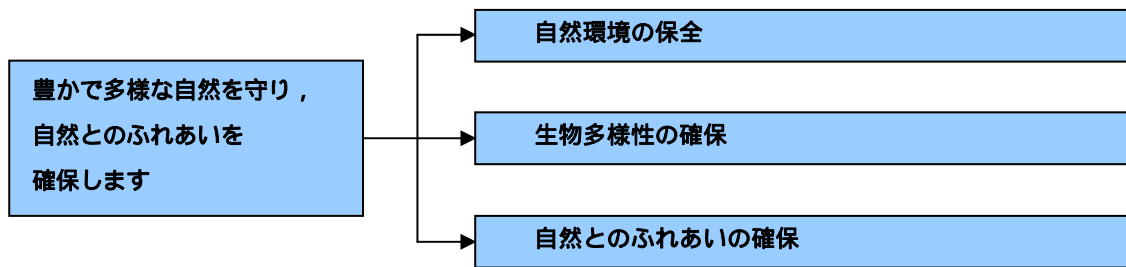 豊かで多様な自然を守り，
自然とのふれあいを
確保します
自然環境の保全
生物多様性の確保
自然とのふれあいの確保